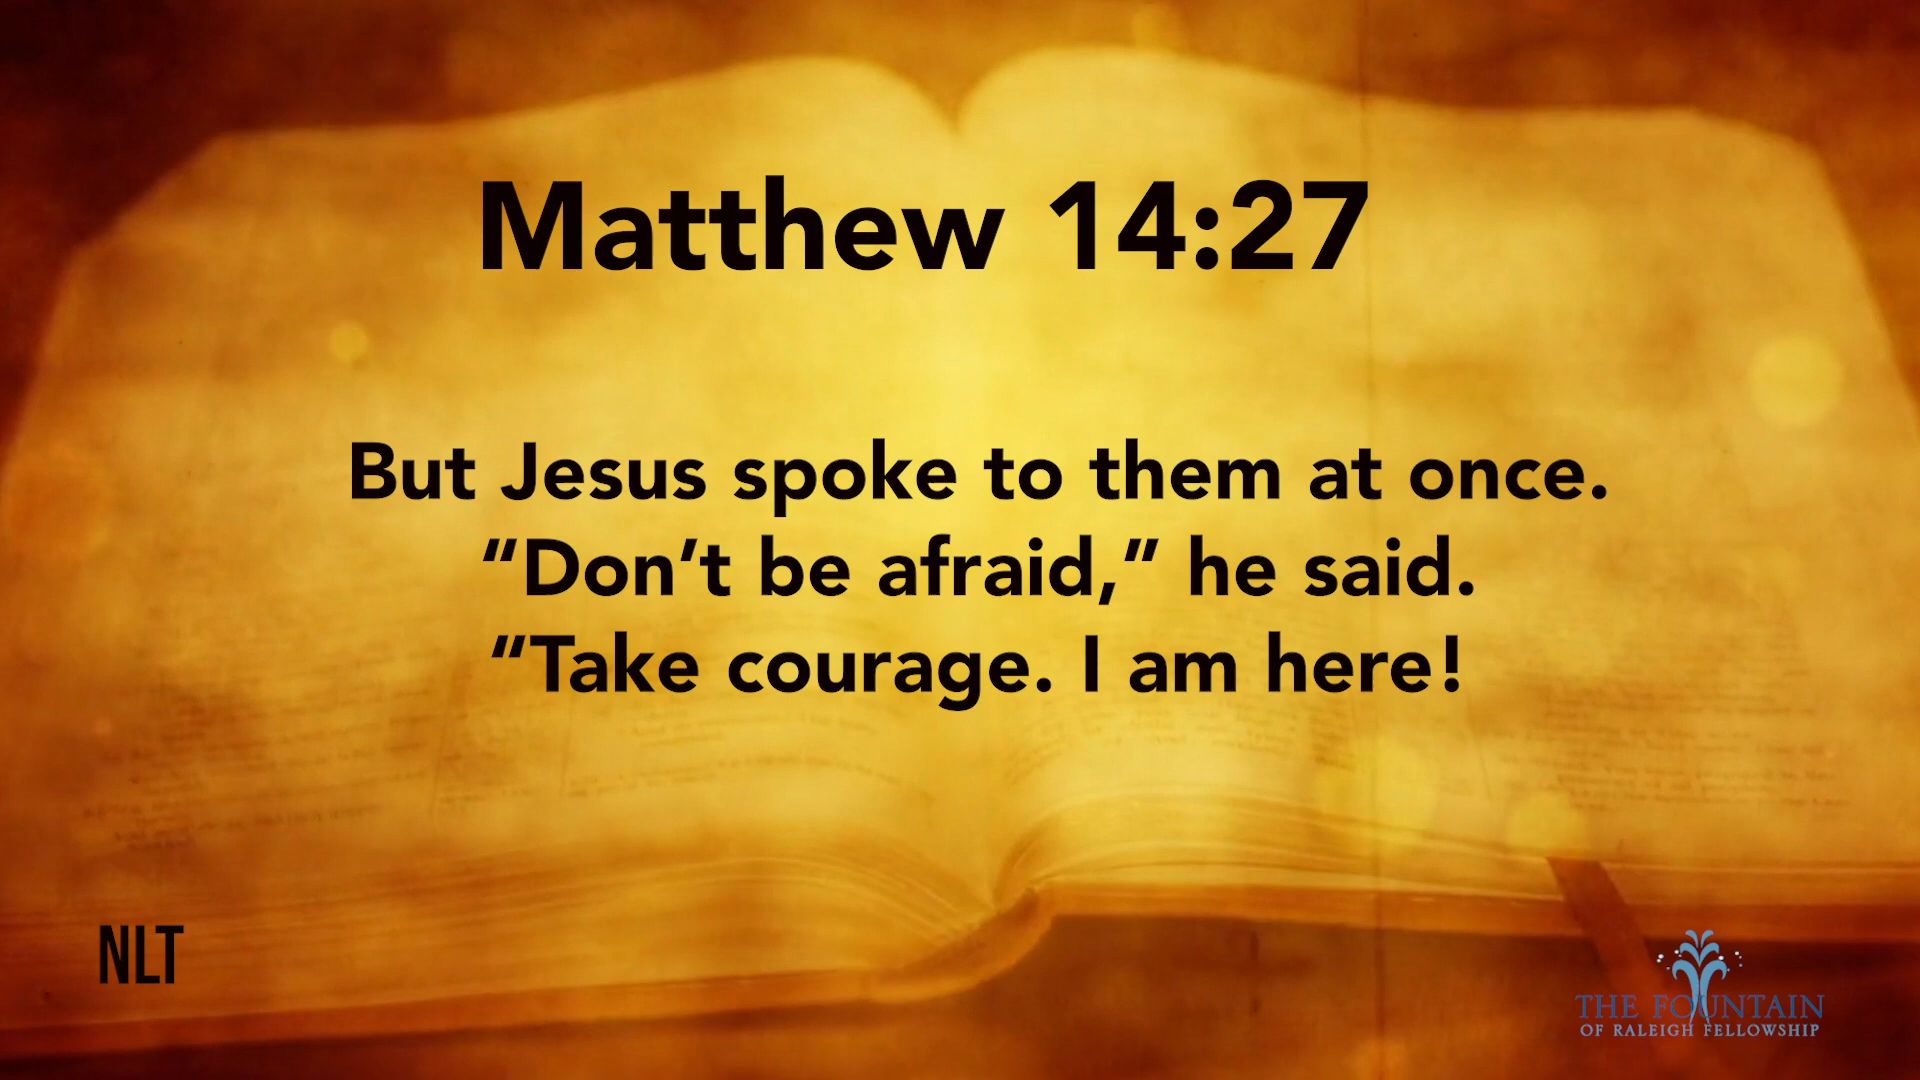 Matthew 14:27
But Jesus spoke to them at once.
“Don’t be afraid,” he said.
“Take courage. I am here!
NLT
THE FOUNTAIN
OF RALEIGH FELLOWSHIP